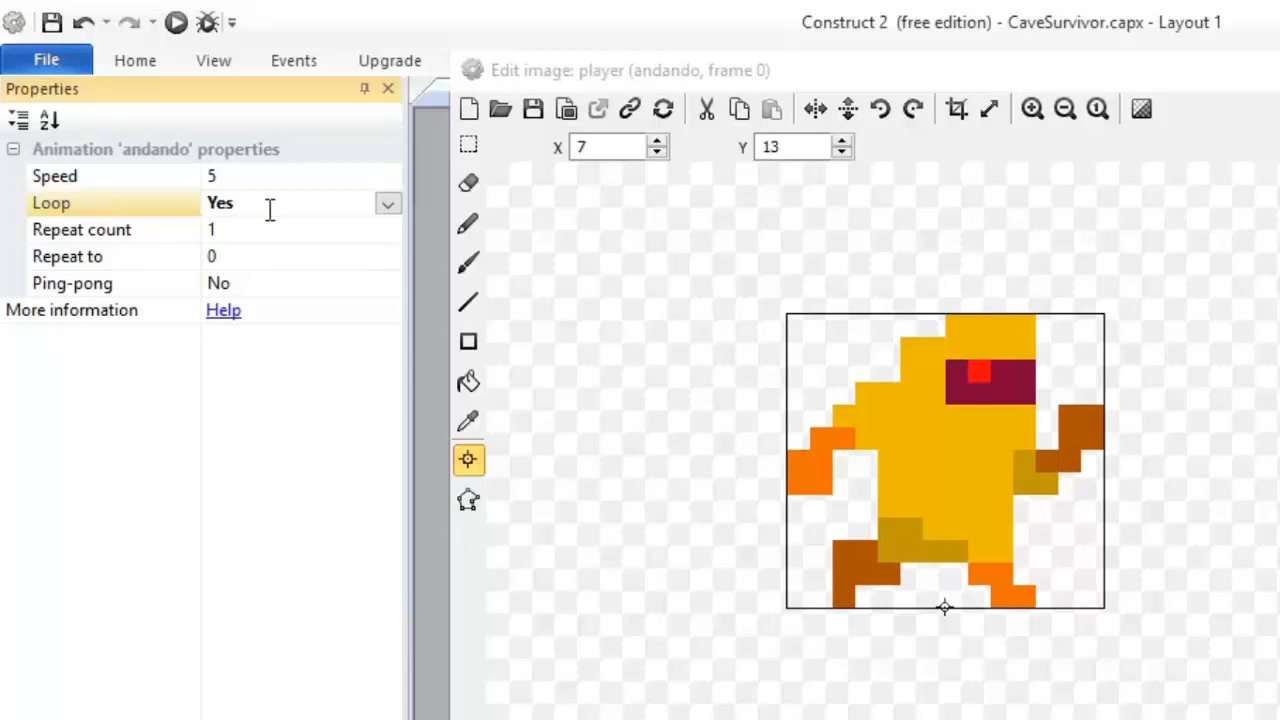 Construct 2 (free edition) - CaveSurvivor.capx - Layout 1
File Home View Events Upgrade
Properties
Edit image: player (andando, frame 0)
X 7 Y 13
Animation 'andando' properties
Speed 5
Loop Yes
Repeat count 1
Repeat to 0
Ping-pong No
More information Help